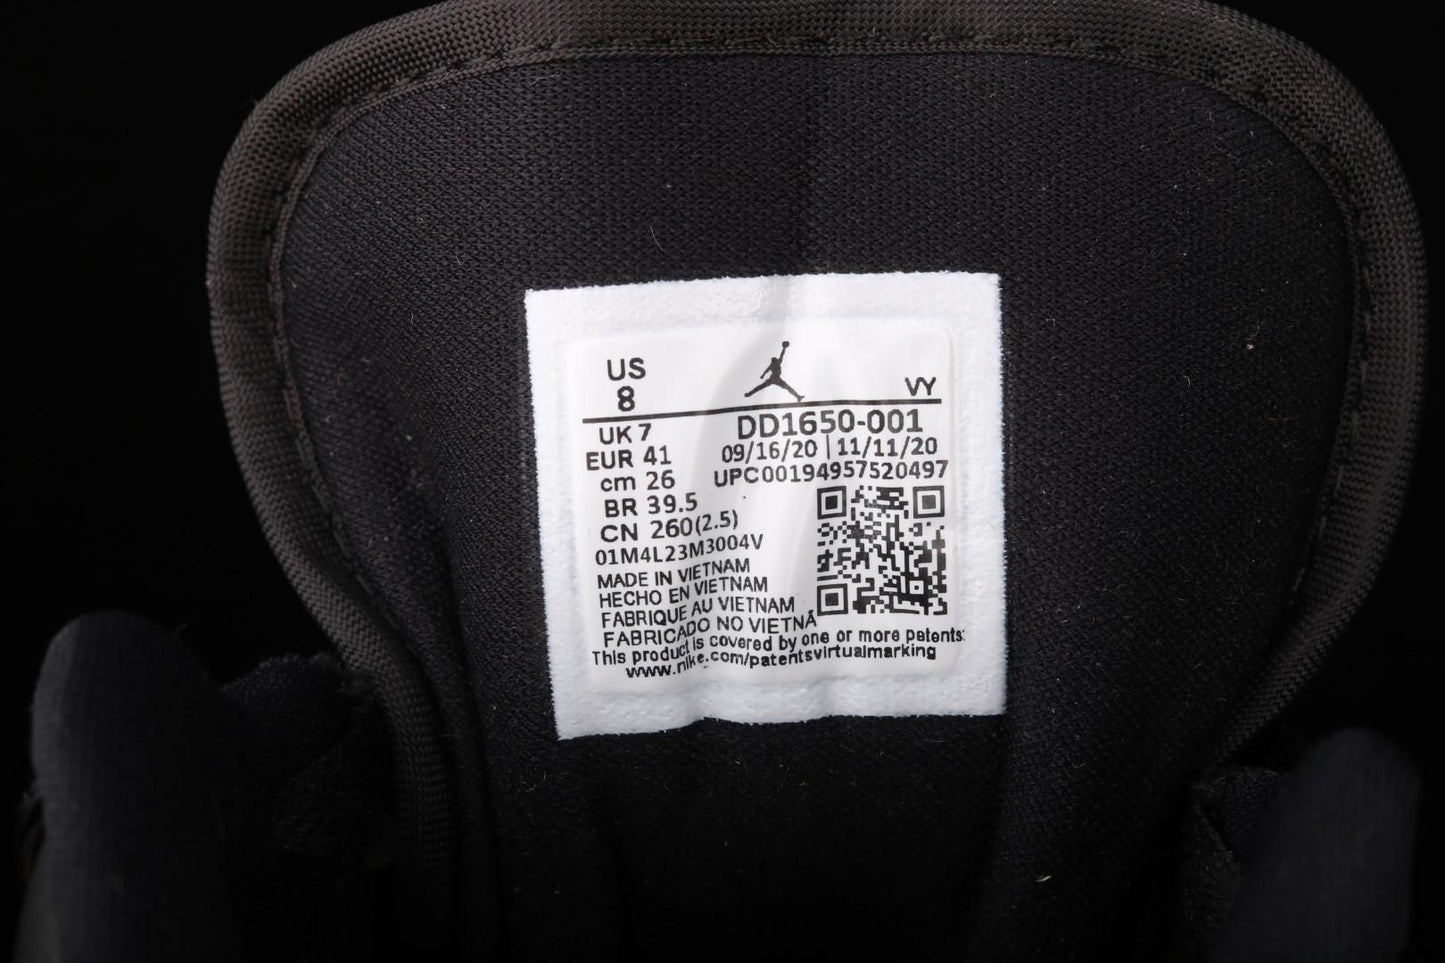 US
8
VY
UK 7
DD1650-001
EUR 41
09/16/20 | 11/11/20
cm 26
UPC00194957520497
BR 39.5
CN 260(2.5)
01M4L23M3004V
MADE IN VIETNAM
HECHO EN VIETNAM
FABRIQUE AU VIETNAM
FABRICADO NO VIETNÃ
This product is covered by one or more patents:
www.nike.com/patentsvirtualmarking